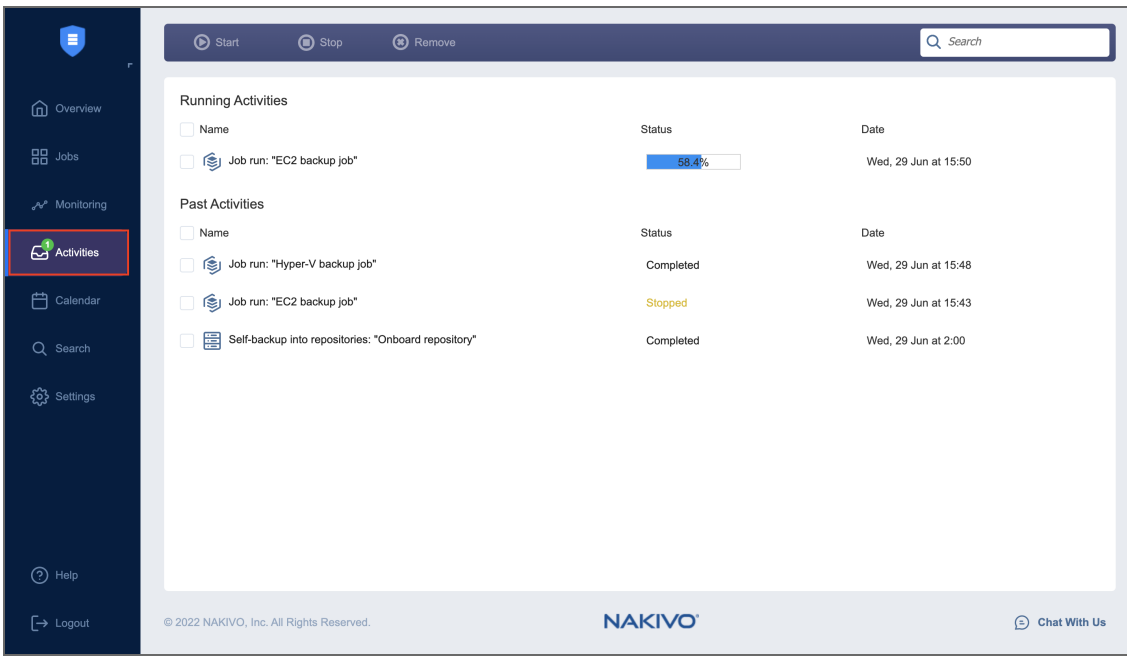 Start Stop Remove Search
Overview
Jobs
Monitoring
1
Activities
Calendar
Search
Settings
Help
Logout
Running Activities
Name Status Date
Job run: "EC2 backup job" 58.4% Wed, 29 Jun at 15:50
Past Activities
Name Status Date
Job run: "Hyper-V backup job" Completed Wed, 29 Jun at 15:48
Job run: "EC2 backup job" Stopped Wed, 29 Jun at 15:43
Self-backup into repositories: "Onboard repository" Completed Wed, 29 Jun at 2:00
© 2022 NAKIVO, Inc. All Rights Reserved. NAKIVO® Chat With Us